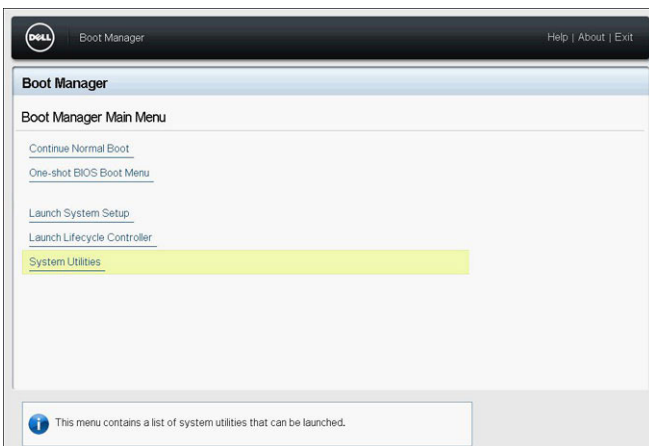 DELL Boot Manager Help | About | Exit
Boot Manager
Boot Manager Main Menu
Continue Normal Boot
One-shot BIOS Boot Menu
Launch System Setup
Launch Lifecycle Controller
System Utilities
This menu contains a list of system utilities that can be launched.